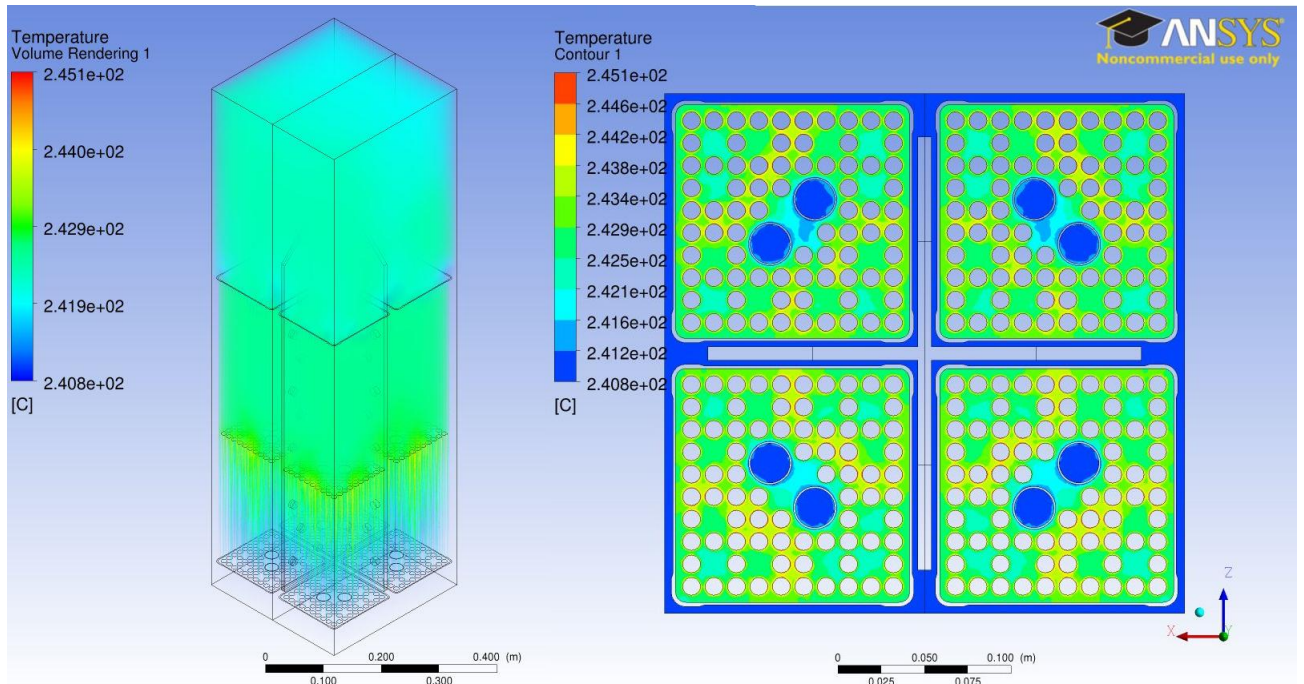 Temperature
Volume Rendering 1
2.451e+02
2.440e+02
2.429e+02
2.419e+02
2.408e+02
[C]
0 0.200 0.400 (m)
0.100 0.300
Temperature
Contour 1
2.451e+02
2.446e+02
2.442e+02
2.438e+02
2.434e+02
2.429e+02
2.425e+02
2.421e+02
2.416e+02
2.412e+02
2.408e+02
[C]
ANSYS
Noncommercial use only
Z
X
Y
0 0.050 0.100 (m)
0.025 0.075